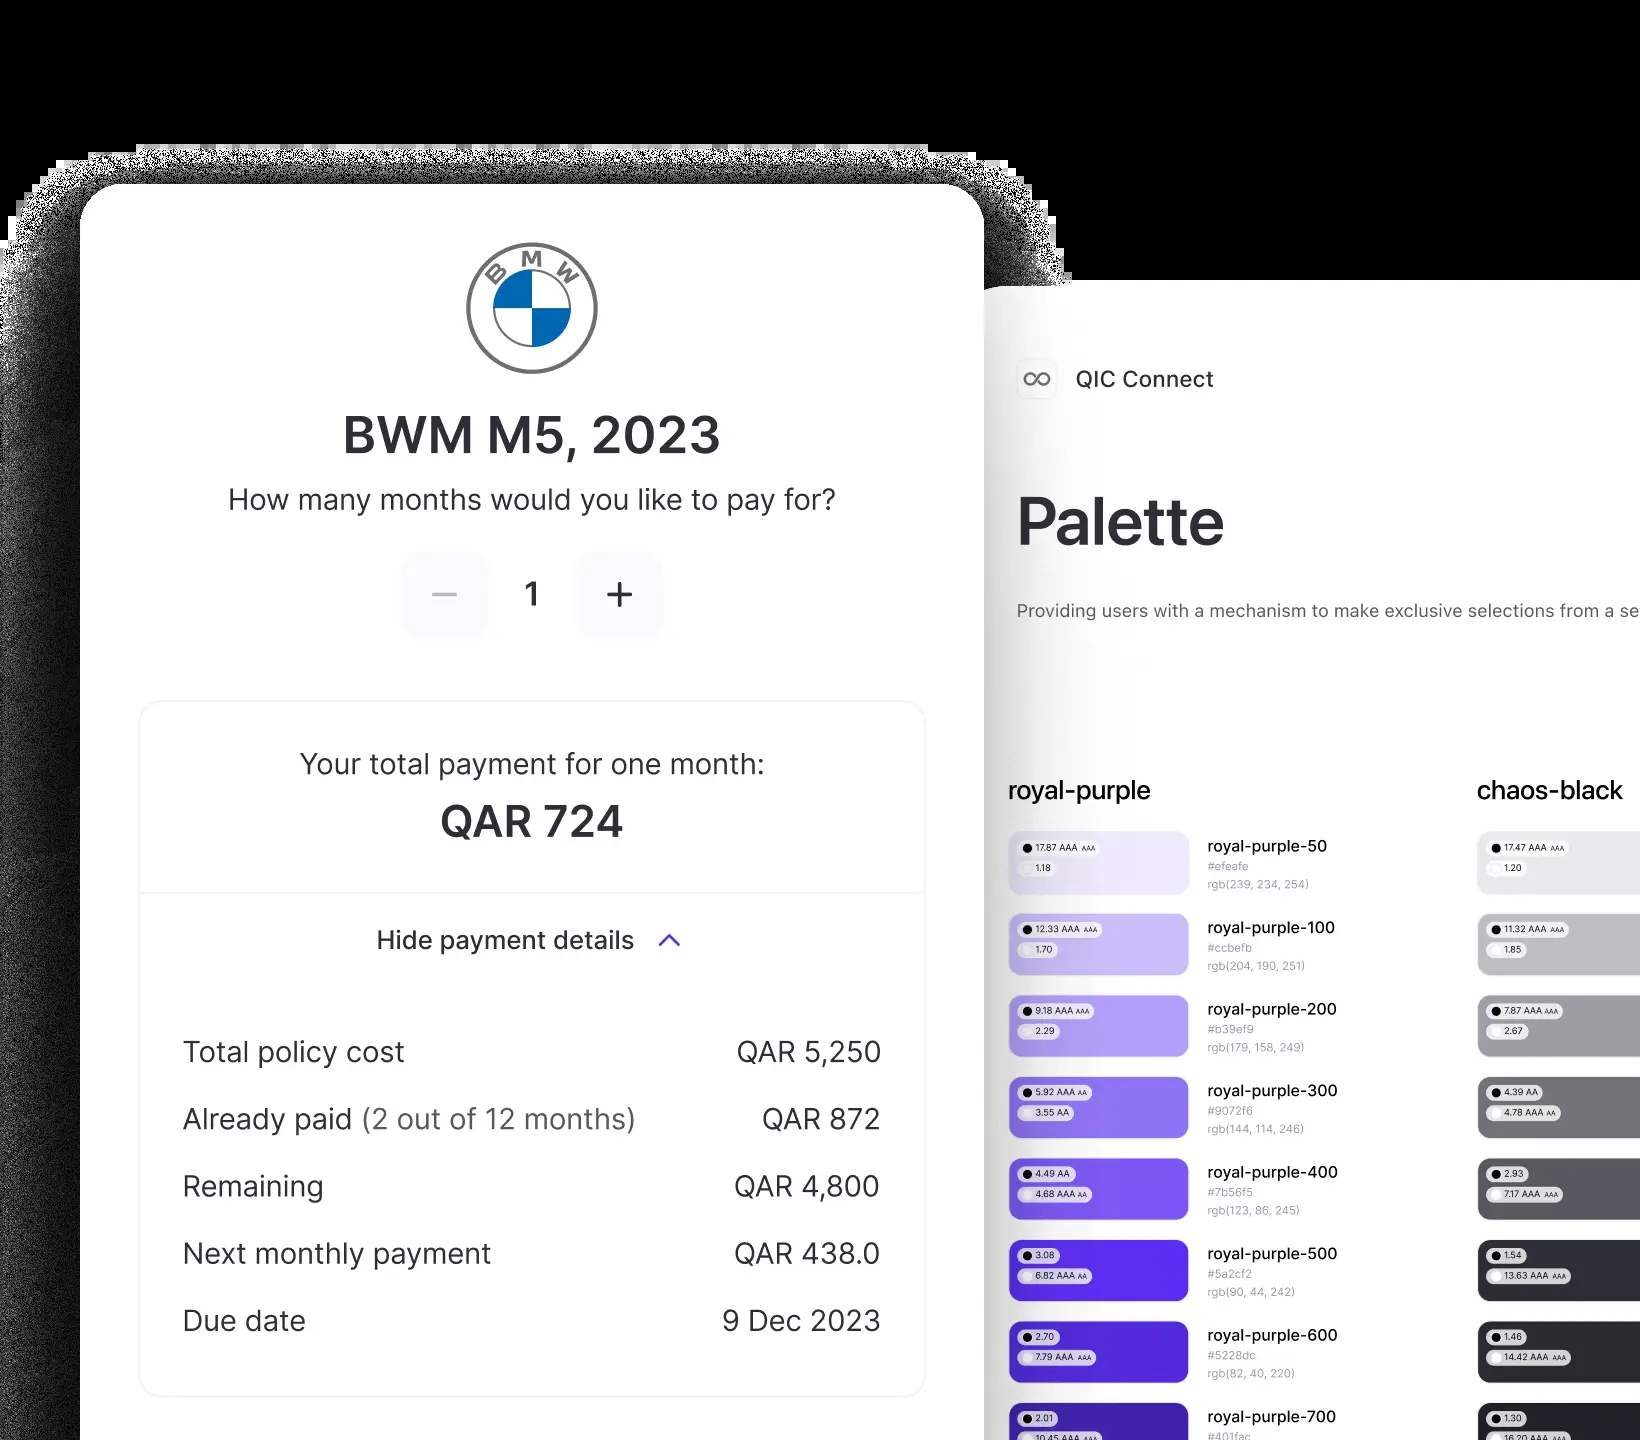 BMW
BWM M5, 2023
How many months would you like to pay for?
1
Your total payment for one month:
QAR 724
Hide payment details
Total policy cost QAR 5,250
Already paid (2 out of 12 months) QAR 872
Remaining QAR 4,800
Next monthly payment QAR 438.0
Due date 9 Dec 2023
QIC Connect
Palette
Providing users with a mechanism to make exclusive selections from a se
royal-purple
17.87 AAA AAA
1.18
royal-purple-50
#efeafe
rgb(239, 234, 254)
12.33 AAA AAA
1.70
royal-purple-100
#ccbefb
rgb(204, 190, 251)
9.18 AAA AAA
2.29
royal-purple-200
#b39ef9
rgb(179, 158, 249)
5.92 AAA AA
3.55 AA
royal-purple-300
#9072f6
rgb(144, 114, 246)
4.49 AA
4.68 AAA AA
royal-purple-400
#7b56f5
rgb(123, 86, 245)
3.08
6.82 AAA AA
royal-purple-500
#5a2cf2
rgb(90, 44, 242)
2.70
7.79 AAA AAA
royal-purple-600
#5228dc
rgb(82, 40, 220)
2.01
10.45 AAA AAA
royal-purple-700
#401fac
chaos-black
17.47 AAA AAA
1.20
11.32 AAA AAA
1.85
7.87 AAA AAA
2.67
4.39 AA
4.78 AAA AA
2.93
7.17 AAA AAA
1.54
13.63 AAA AAA
1.46
14.42 AAA AAA
1.30
16.20 AAA AAA